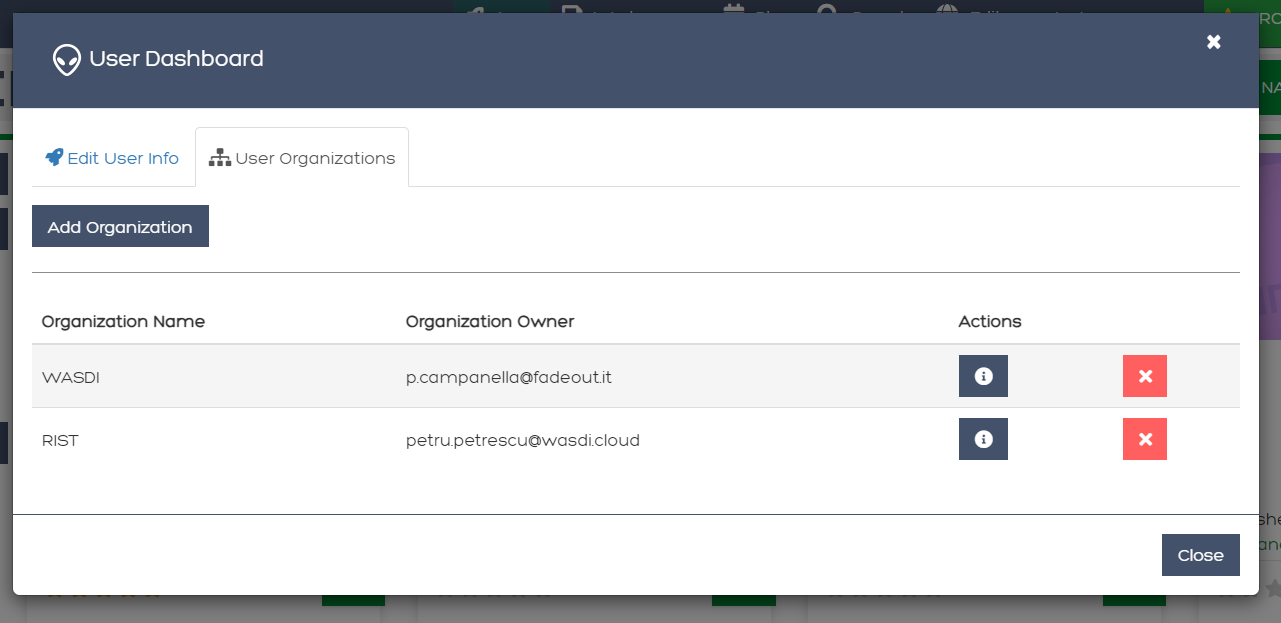 User Dashboard
Edit User Info
User Organizations
Add Organization
Organization Name Organization Owner Actions
WASDI p.campanella@fadeout.it
RIST petru.petrescu@wasdi.cloud
Close